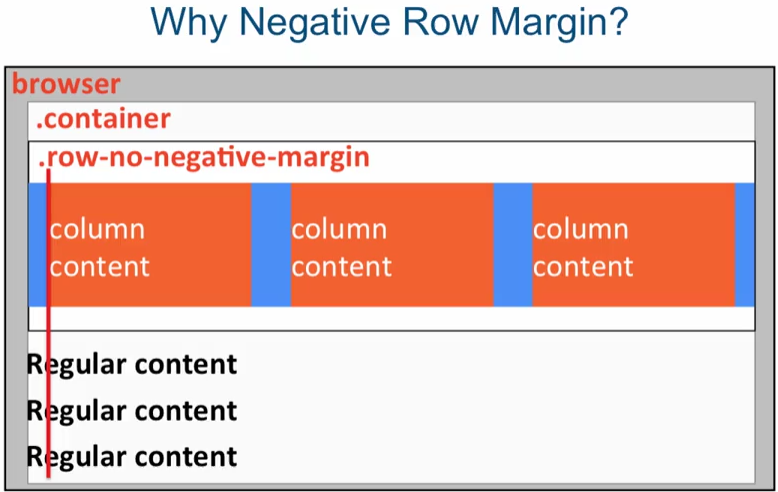 Why Negative Row Margin?
browser
.container
.row-no-negative-margin
column column column
content content content
Regular content
Regular content
Regular content